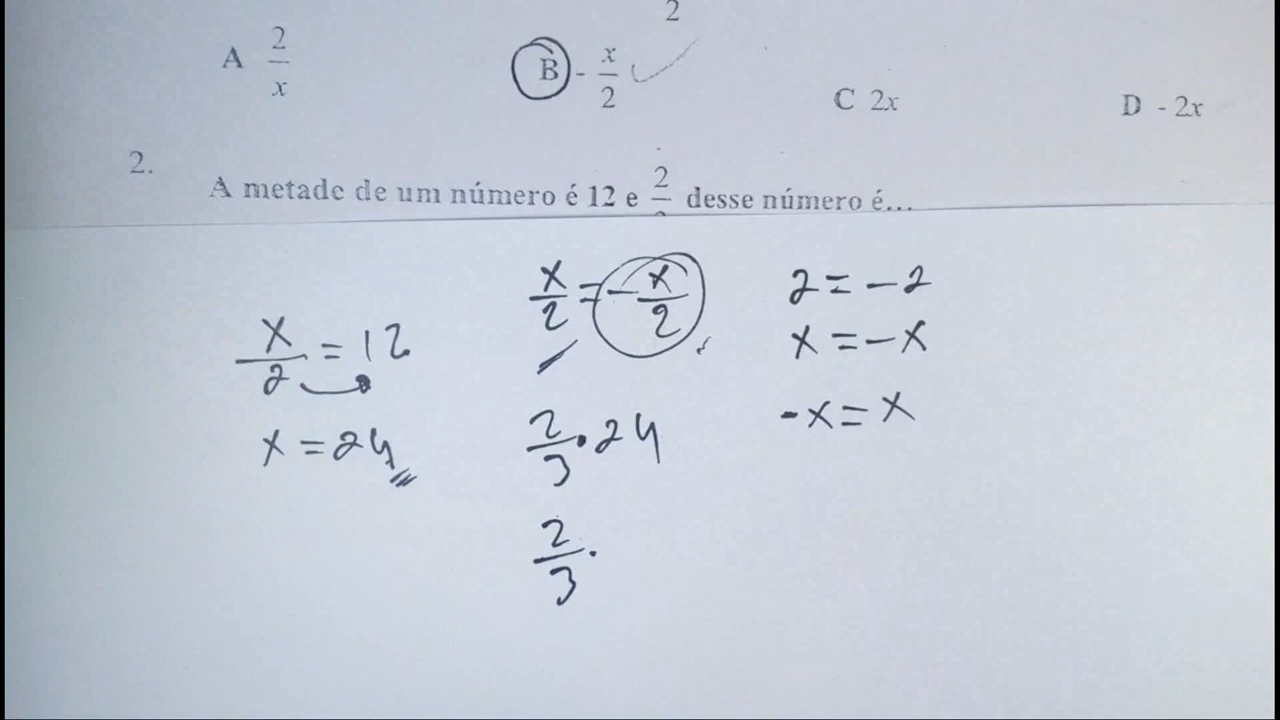 2
A 2/x
B - x/2
C 2x
D - 2x
2.
A metade de um número é 12 e 2/ desse número é...
x/2 = 12
x = 24
x/2 = - x/2
2/3 · 24
2/3 ·
2 = - 2
x = - x
- x = x